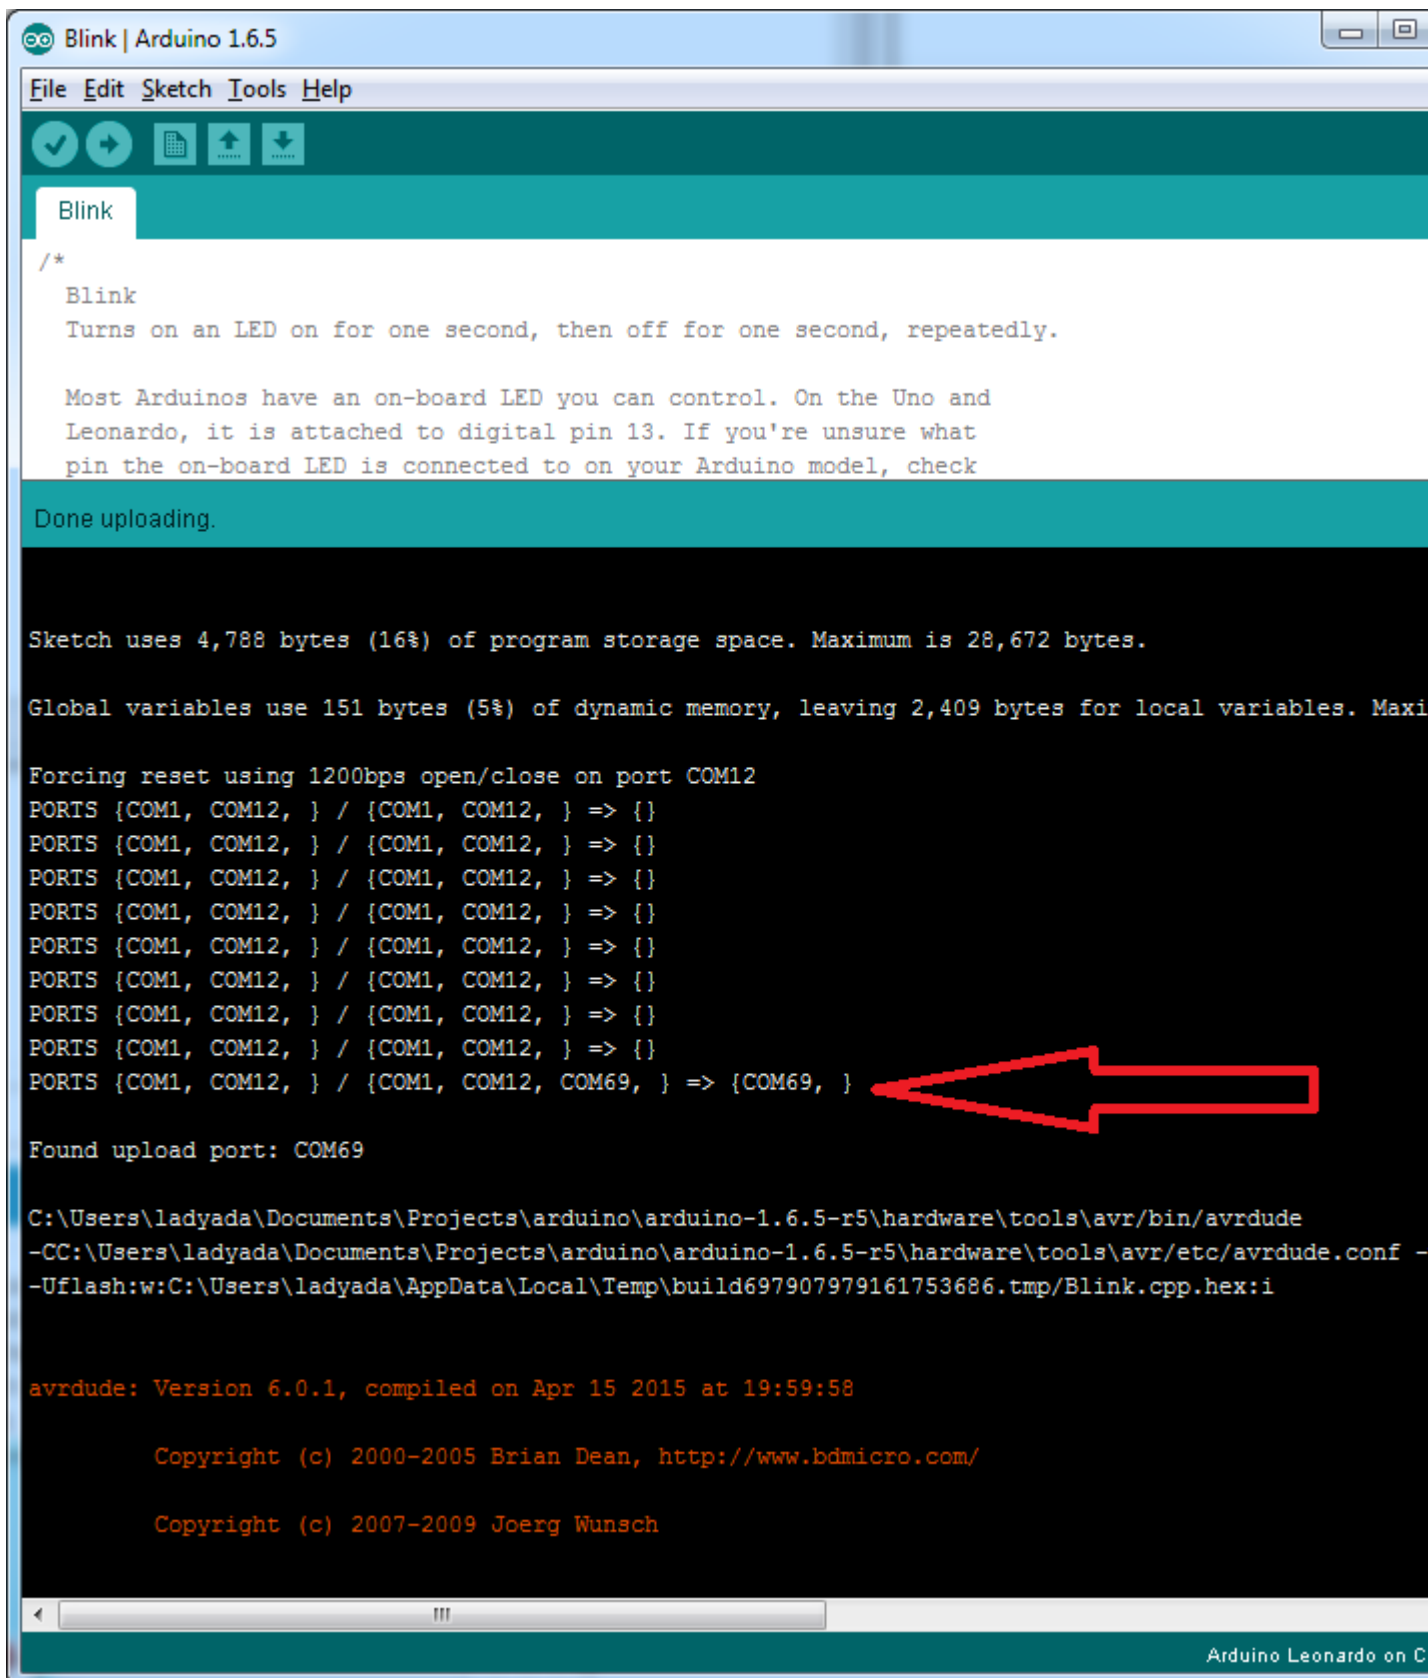 Blink | Arduino 1.6.5
File Edit Sketch Tools Help
Blink
/*
Blink
Turns on an LED on for one second, then off for one second, repeatedly.
Most Arduinos have an on-board LED you can control. On the Uno and
Leonardo, it is attached to digital pin 13. If you're unsure what
pin the on-board LED is connected to on your Arduino model, check
Done uploading.
Sketch uses 4,788 bytes (16%) of program storage space. Maximum is 28,672 bytes.
Global variables use 151 bytes (5%) of dynamic memory, leaving 2,409 bytes for local variables. Maxi
Forcing reset using 1200bps open/close on port COM12
PORTS {COM1, COM12, } / {COM1, COM12, } => {}
PORTS {COM1, COM12, } / {COM1, COM12, } => {}
PORTS {COM1, COM12, } / {COM1, COM12, } => {}
PORTS {COM1, COM12, } / {COM1, COM12, } => {}
PORTS {COM1, COM12, } / {COM1, COM12, } => {}
PORTS {COM1, COM12, } / {COM1, COM12, } => {}
PORTS {COM1, COM12, } / {COM1, COM12, } => {}
PORTS {COM1, COM12, } / {COM1, COM12, } => {}
PORTS {COM1, COM12, } / {COM1, COM12, COM69, } => {COM69, }
Found upload port: COM69
C:\Users\ladyada\Documents\Projects\arduino\arduino-1.6.5-r5\hardware\tools\avr/bin/avrdude
-CC:\Users\ladyada\Documents\Projects\arduino\arduino-1.6.5-r5\hardware\tools\avr/etc/avrdude.conf -
-Uflash:w:C:\Users\ladyada\AppData\Local\Temp\build697907979161753686.tmp/Blink.cpp.hex:i
avrdude: Version 6.0.1, compiled on Apr 15 2015 at 19:59:58
Copyright (c) 2000-2005 Brian Dean, http://www.bdmicro.com/
Copyright (c) 2007-2009 Joerg Wunsch
Arduino Leonardo on C